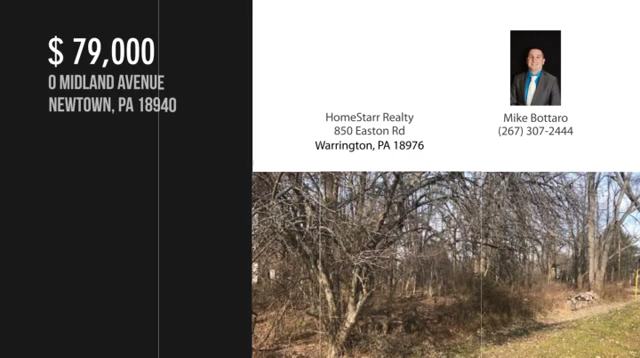 $ 79,000
0 MIDLAND AVENUE
NEWTOWN, PA 18940
HomeStarr Realty
850 Easton Rd
Warrington, PA 18976
Mike Bottaro
(267) 307-2444